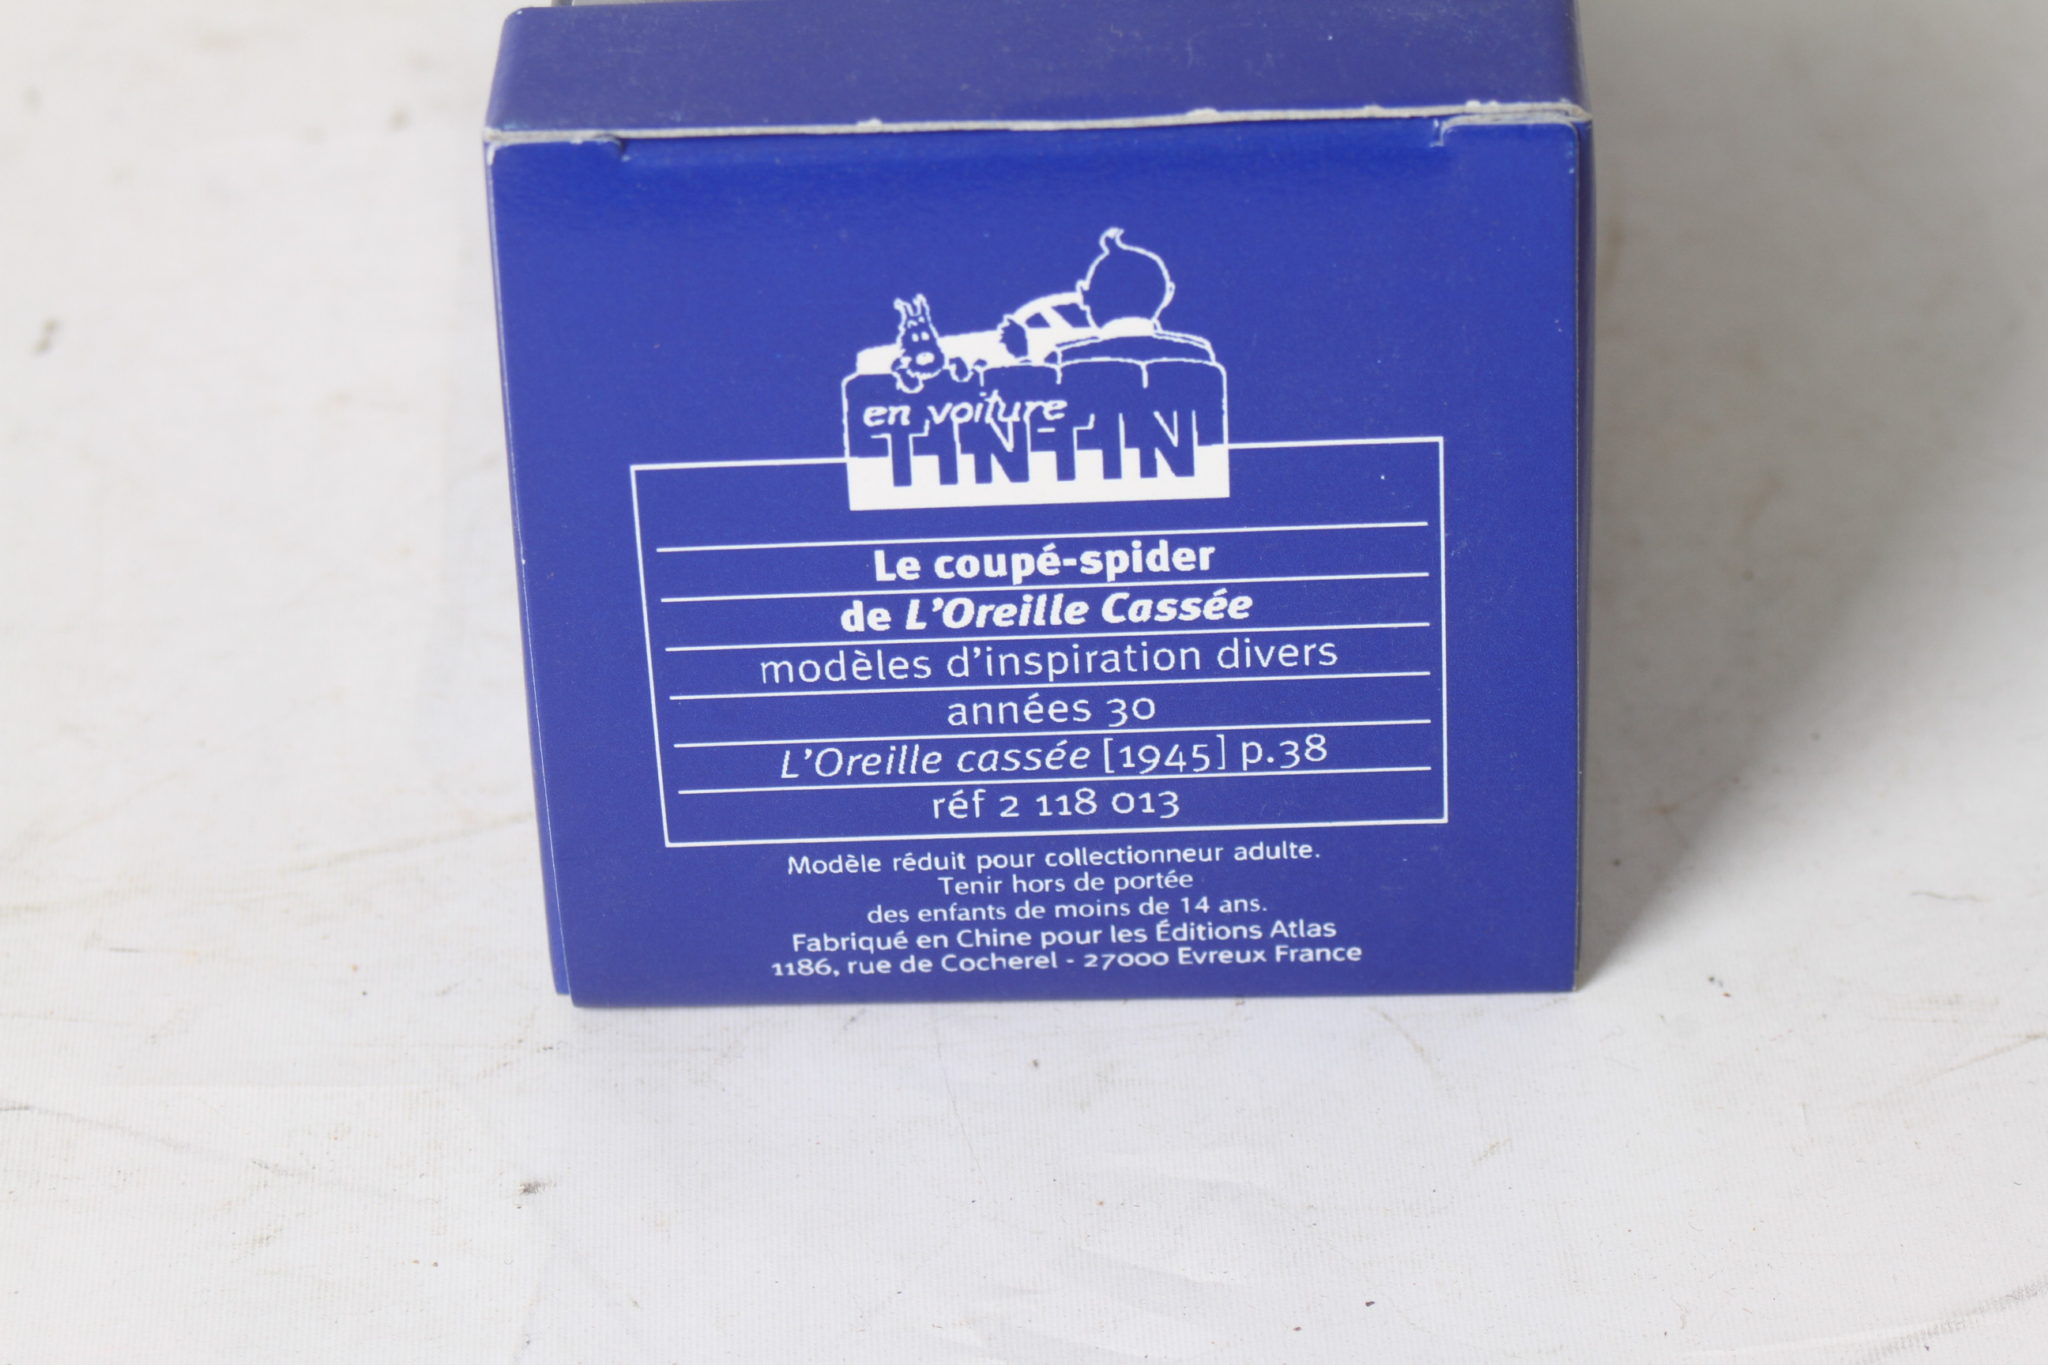 en voiture
TINTIN
Le coupé-spider
de L'Oreille Cassée
modèles d'inspiration divers
années 30
L'Oreille cassée [1945] p.38
réf 2 118 013
Modèle réduit pour collectionneur adulte.
Tenir hors de portée
des enfants de moins de 14 ans.
Fabriqué en Chine pour les Éditions Atlas
1186, rue de Cocherel - 27000 Evreux France